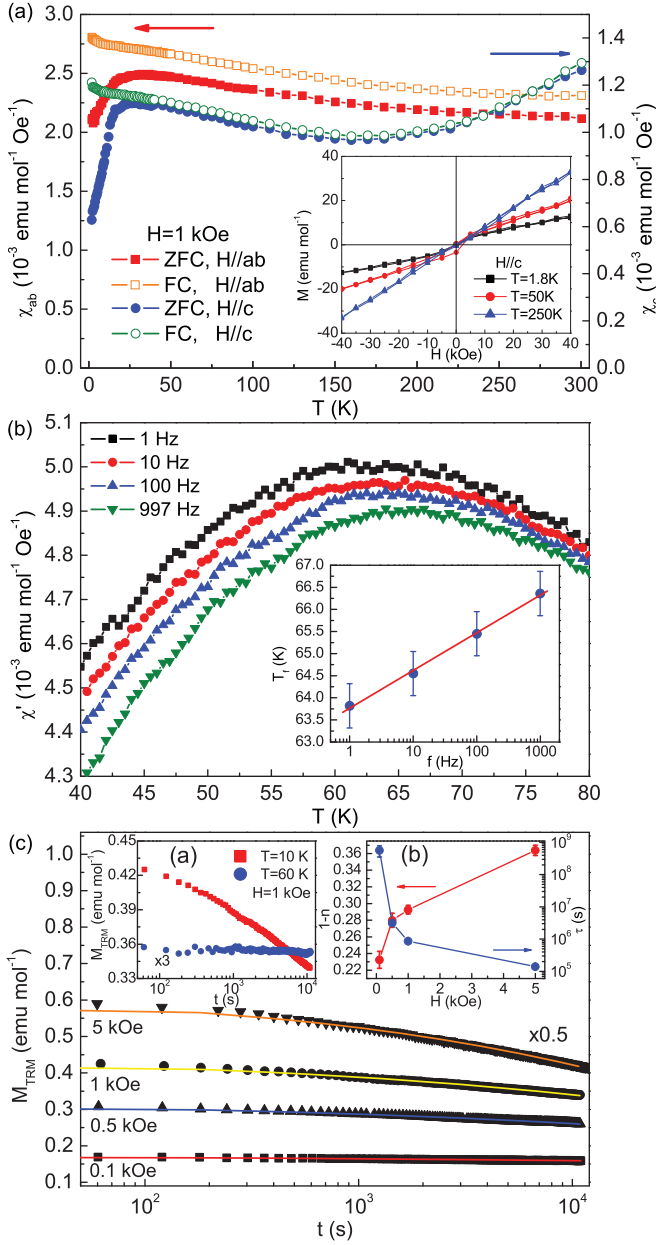 (a)
3.0
2.5
2.0
1.5
1.0
0.5
0.0
χab (10⁻³ emu mol⁻¹ Oe⁻¹)
1.4
1.2
1.0
0.8
0.6
0.4
0.2
0.0
χc (10⁻³ emu mol⁻¹ Oe⁻¹)
H=1 kOe
ZFC, H//ab
FC, H//ab
ZFC, H//c
FC, H//c
40
20
0
-20
-40
M (emu mol⁻¹)
H//c
T=1.8K
T=50K
T=250K
-40 -30 -20 -10 0 10 20 30 40
H (kOe)
0 50 100 150 200 250 300
T (K)
(b)
5.1
5.0
4.9
4.8
4.7
4.6
4.5
4.4
4.3
χ' (10⁻³ emu mol⁻¹ Oe⁻¹)
1 Hz
10 Hz
100 Hz
997 Hz
67.0
66.5
66.0
65.5
65.0
64.5
64.0
63.5
63.0
Tf (K)
1 10 100 1000
f (Hz)
40 45 50 55 60 65 70 75 80
T (K)
(c)
1.0
0.9
0.8
0.7
0.6
0.5
0.4
0.3
0.2
0.1
MTRM (emu mol⁻¹)
(a)
0.45
0.42
0.39
0.36
0.33
MTRM (emu mol⁻¹)
T=10 K
T=60 K
H=1 kOe
x3
10² 10³ 10⁴
t (s)
(b)
0.36
0.34
0.32
0.30
0.28
0.26
0.24
0.22
1-n
10⁹
10⁸
10⁷
10⁶
10⁵
τ (s)
0 1 2 3 4 5
H (kOe)
x0.5
5 kOe
1 kOe
0.5 kOe
0.1 kOe
10² 10³ 10⁴
t (s)